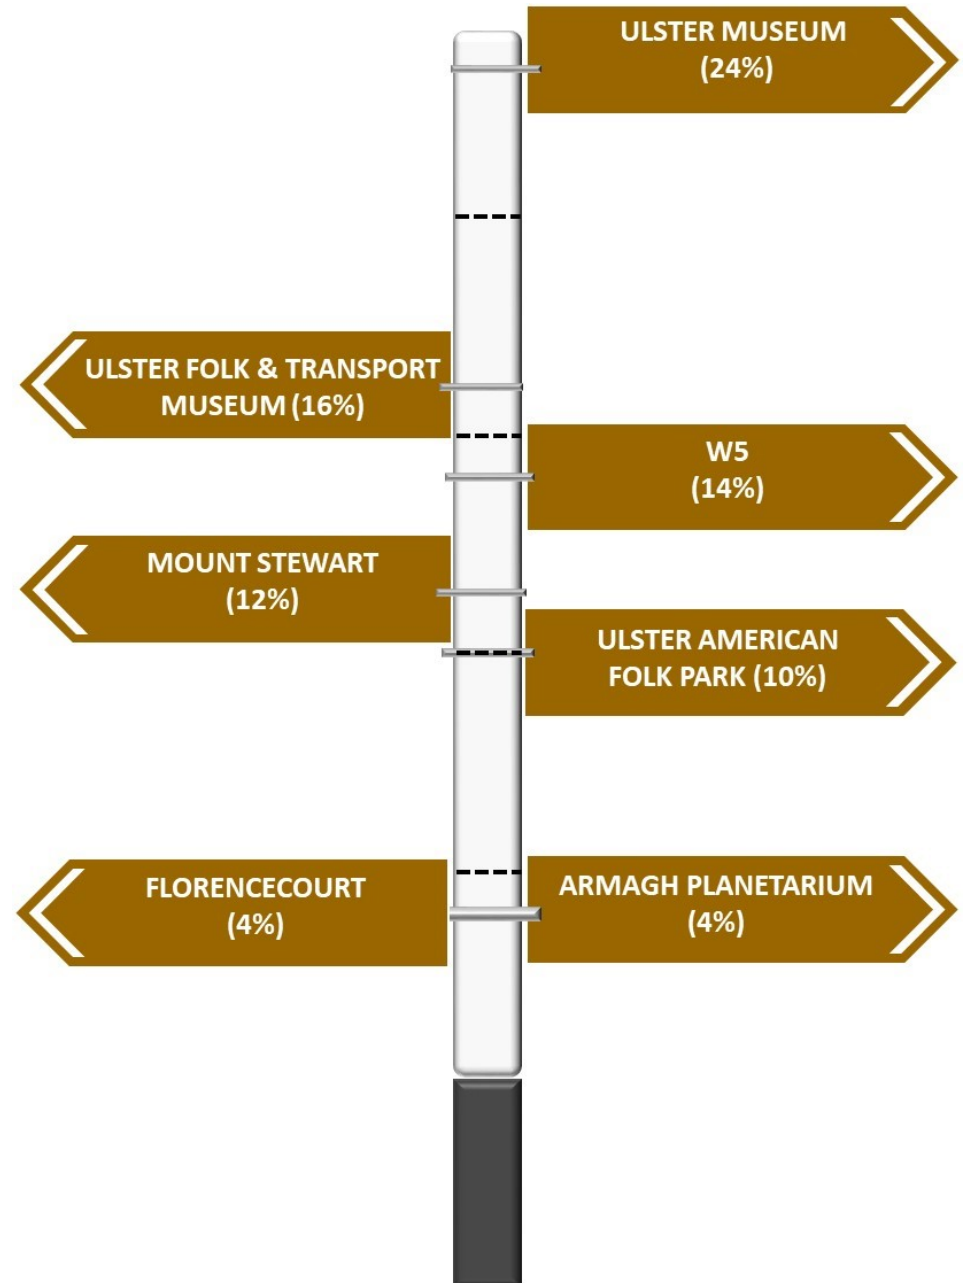 ULSTER MUSEUM
(24%)
ULSTER FOLK & TRANSPORT
MUSEUM (16%)
W5
(14%)
MOUNT STEWART
(12%)
ULSTER AMERICAN
FOLK PARK (10%)
FLORENCECOURT
(4%)
ARMAGH PLANETARIUM
(4%)